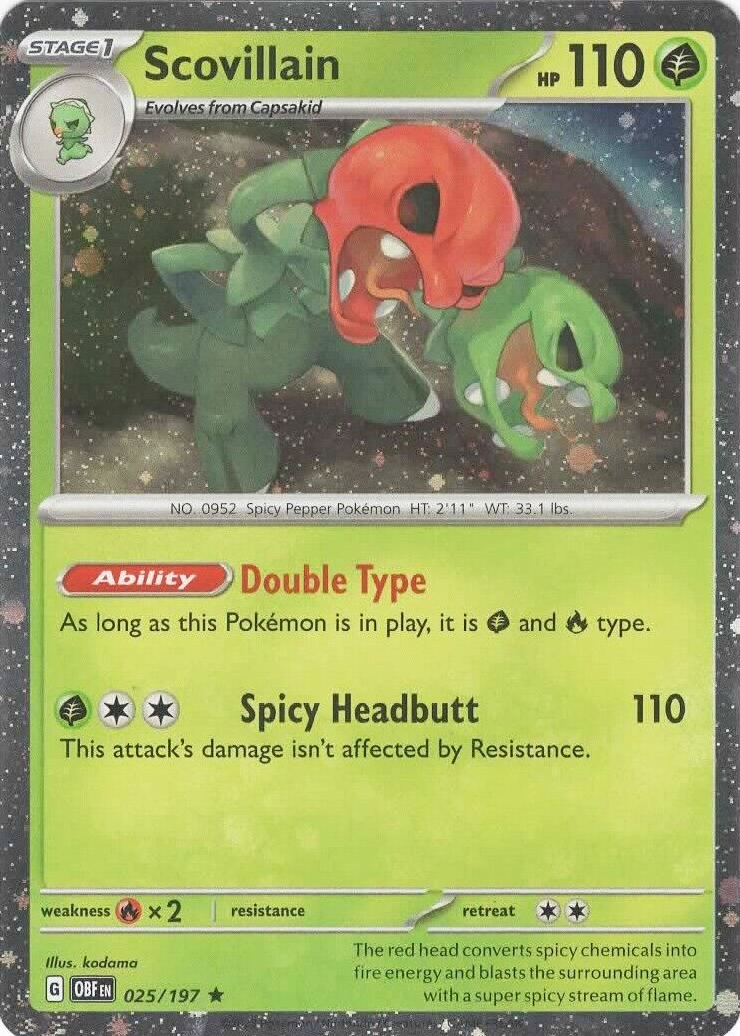 STAGE 1
Scovillain
HP 110
Evolves from Capsakid
NO. 0952 Spicy Pepper Pokémon HT: 2'11" WT: 33.1 lbs.
Ability Double Type
As long as this Pokémon is in play, it is and type.
Spicy Headbutt 110
This attack's damage isn't affected by Resistance.
weakness ×2 resistance retreat
Illus. kodama
The red head converts spicy chemicals into
fire energy and blasts the surrounding area
with a super spicy stream of flame.
G OBF EN 025/197 ★